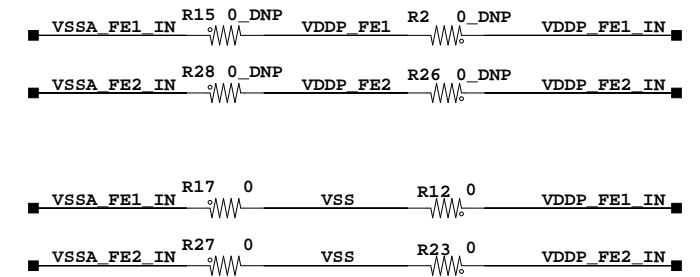 R15 0_DNP R2 0_DNP
VSSA_FE1_IN VDDP_FE1 VDDP_FE1_IN
R28 0_DNP R26 0_DNP
VSSA_FE2_IN VDDP_FE2 VDDP_FE2_IN
R17 0 R12 0
VSSA_FE1_IN VSS VDDP_FE1_IN
R27 0 R23 0
VSSA_FE2_IN VSS VDDP_FE2_IN